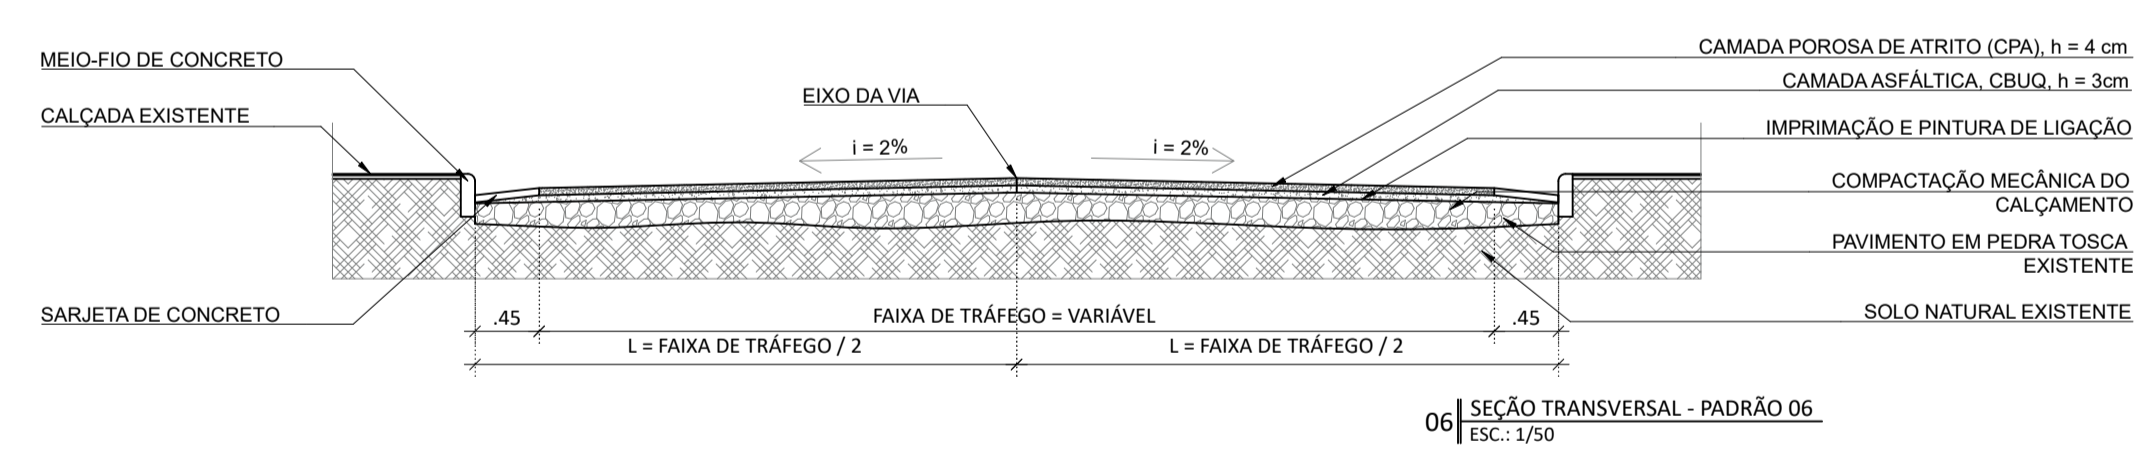 MEIO-FIO DE CONCRETO
CALÇADA EXISTENTE
SARJETA DE CONCRETO
EIXO DA VIA
i = 2%
i = 2%
CAMADA POROSA DE ATRITO (CPA), h = 4 cm
CAMADA ASFÁLTICA, CBUQ, h = 3cm
IMPRIMAÇÃO E PINTURA DE LIGAÇÃO
COMPACTAÇÃO MECÂNICA DO
CALÇAMENTO
PAVIMENTO EM PEDRA TOSCA
EXISTENTE
SOLO NATURAL EXISTENTE
.45
FAIXA DE TRÁFEGO = VARIÁVEL
.45
L = FAIXA DE TRÁFEGO / 2
L = FAIXA DE TRÁFEGO / 2
06
SEÇÃO TRANSVERSAL - PADRÃO 06
ESC.: 1/50